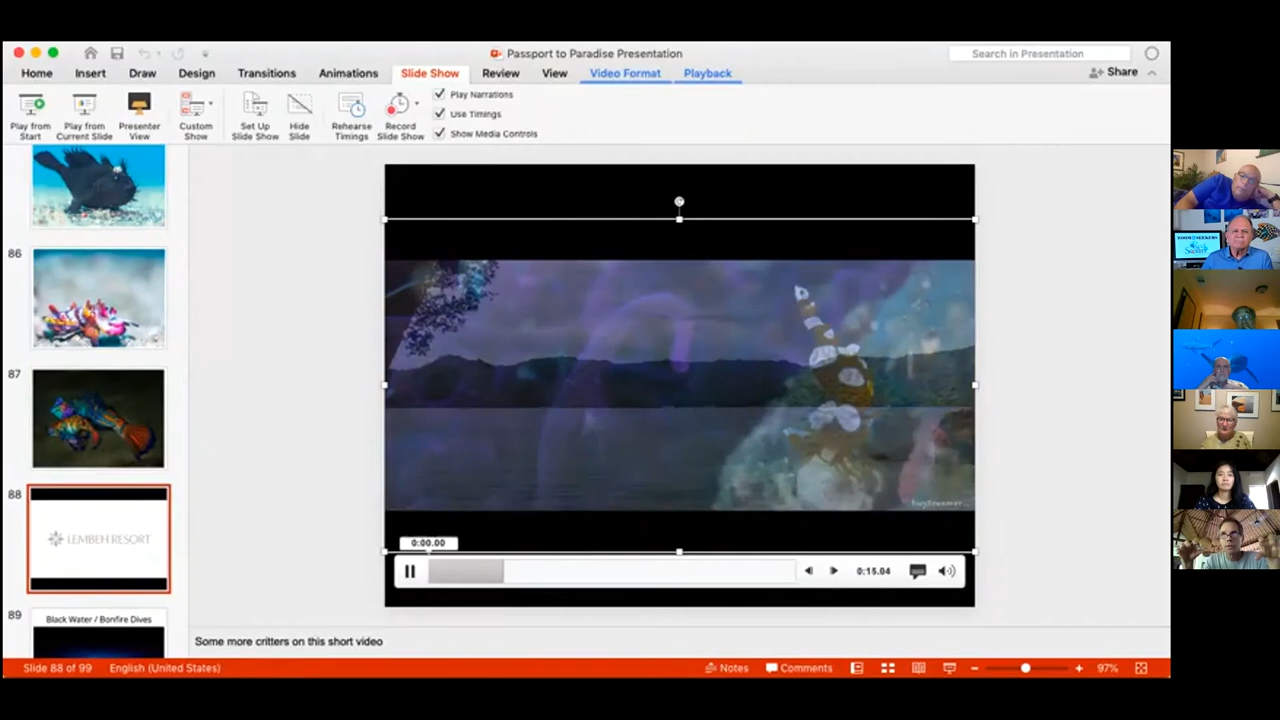 Passport to Paradise Presentation
Search in Presentation
Home Insert Draw Design Transitions Animations Slide Show Review View Video Format Playback Share
Play from Start
Play from Current Slide
Presenter View
Custom Show
Set Up Slide Show
Hide Slide
Rehearse Timings
Record Slide Show
Play Narrations
Use Timings
Show Media Controls
86
87
88
LEMBEH RESORT
89
Black Water / Bonfire Dives
0:00.00
0:15.04
Some more critters on this short video
Slide 88 of 99 English (United States) Notes Comments 97%